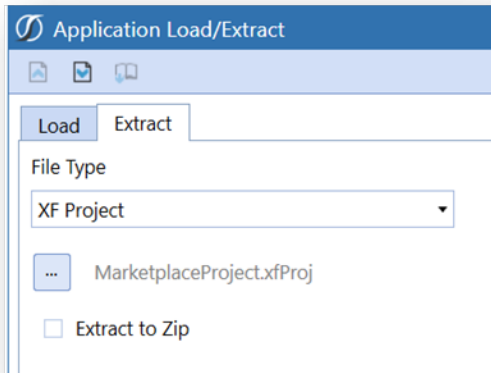 Application Load/Extract
Load Extract
File Type
XF Project
...
MarketplaceProject.xfProj
Extract to Zip